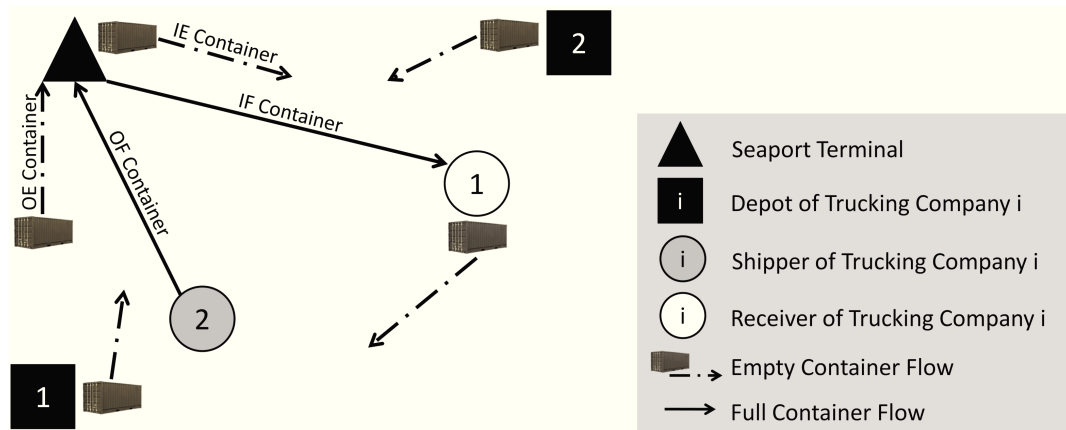 IE Container
2
IF Container
OE Container
OF Container
1
2
1
Seaport Terminal
i Depot of Trucking Company i
i Shipper of Trucking Company i
i Receiver of Trucking Company i
Empty Container Flow
Full Container Flow